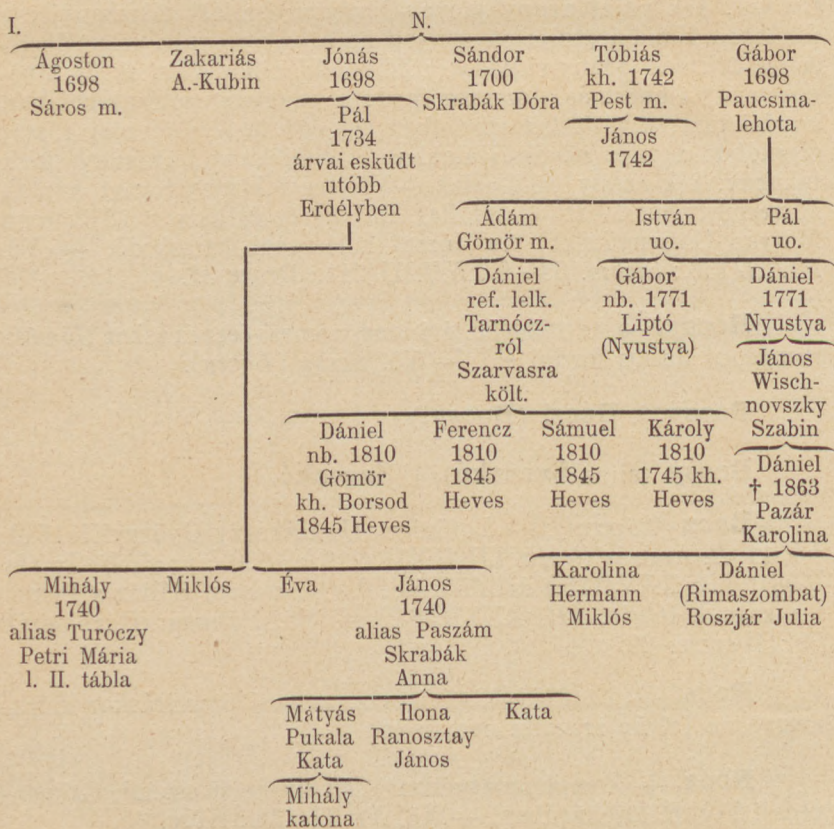 I. N.
Ágoston Zakariás Jónás Sándor Tóbiás Gábor
1698 A.-Kubin 1698 1700 kh. 1742 1698
Sáros m. Skrabák Dóra Pest m. Paucsina-
lehota
Pál János
1734 1742
árvai esküdt
utóbb
Erdélyben
Ádám István Pál
Gömör m. uo. uo.
Dániel Gábor Dániel
ref. lelk. nb. 1771 1771
Tarnócz- Liptó Nyustya
ról (Nyustya)
Szarvasra
költ.
János
Wisch-
novszky
Szabin
Dániel Ferencz Sámuel Károly
nb. 1810 1810 1810 1810
Gömör 1845 1845 1745 kh.
kh. Borsod Heves Heves Heves
1845 Heves
Dániel
† 1863
Pazár
Karolina
Karolina Dániel
Hermann (Rimaszombat)
Miklós Roszjár Julia
Mihály Miklós Éva János
1740 1740
alias Turóczy alias Paszám
Petri Mária Skrabák
l. II. tábla Anna
Mátyás Ilona Kata
Pukala Ranosztay
Kata János
Mihály
katona